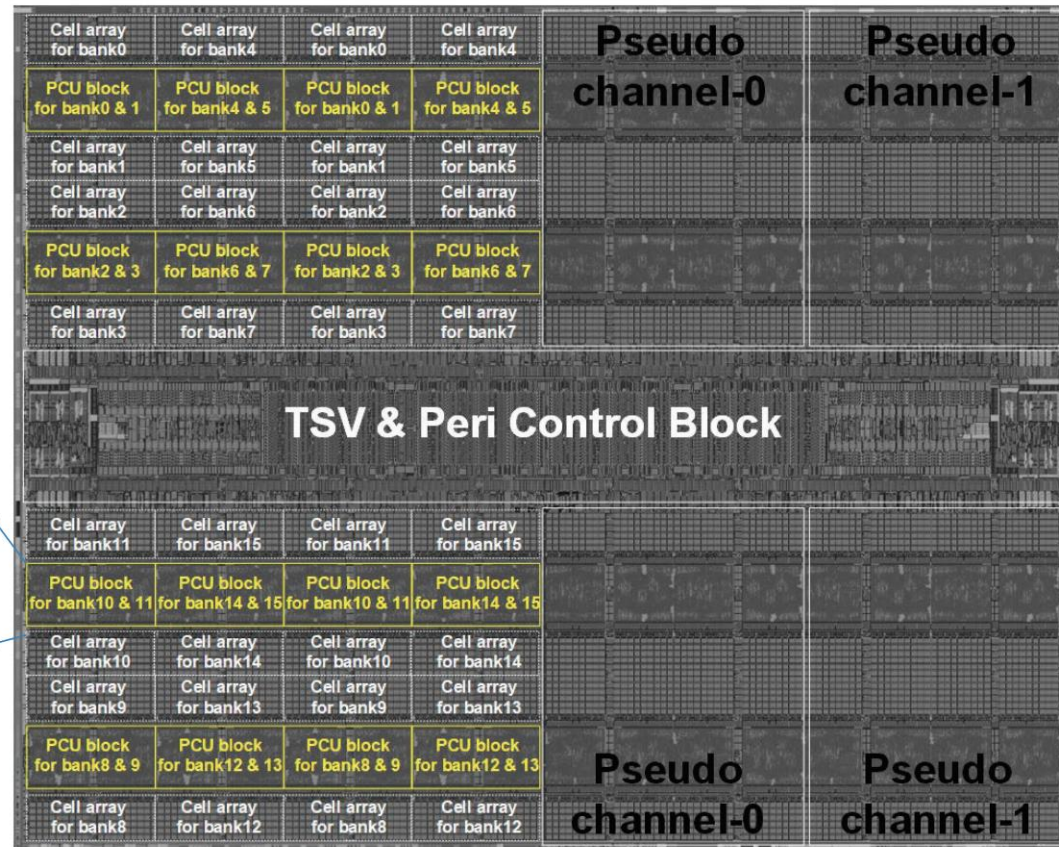 Cell array
for bank0
Cell array
for bank4
Cell array
for bank0
Cell array
for bank4
Pseudo
channel-0
Pseudo
channel-1
PCU block
for bank0 & 1
PCU block
for bank4 & 5
PCU block
for bank0 & 1
PCU block
for bank4 & 5
Cell array
for bank1
Cell array
for bank5
Cell array
for bank1
Cell array
for bank5
Cell array
for bank2
Cell array
for bank6
Cell array
for bank2
Cell array
for bank6
PCU block
for bank2 & 3
PCU block
for bank6 & 7
PCU block
for bank2 & 3
PCU block
for bank6 & 7
Cell array
for bank3
Cell array
for bank7
Cell array
for bank3
Cell array
for bank7
TSV & Peri Control Block
Cell array
for bank11
Cell array
for bank15
Cell array
for bank11
Cell array
for bank15
PCU block
for bank10 & 11
PCU block
for bank14 & 15
PCU block
for bank10 & 11
PCU block
for bank14 & 15
Cell array
for bank10
Cell array
for bank14
Cell array
for bank10
Cell array
for bank14
Cell array
for bank9
Cell array
for bank13
Cell array
for bank9
Cell array
for bank13
PCU block
for bank8 & 9
PCU block
for bank12 & 13
PCU block
for bank8 & 9
PCU block
for bank12 & 13
Pseudo
channel-0
Pseudo
channel-1
Cell array
for bank8
Cell array
for bank12
Cell array
for bank8
Cell array
for bank12